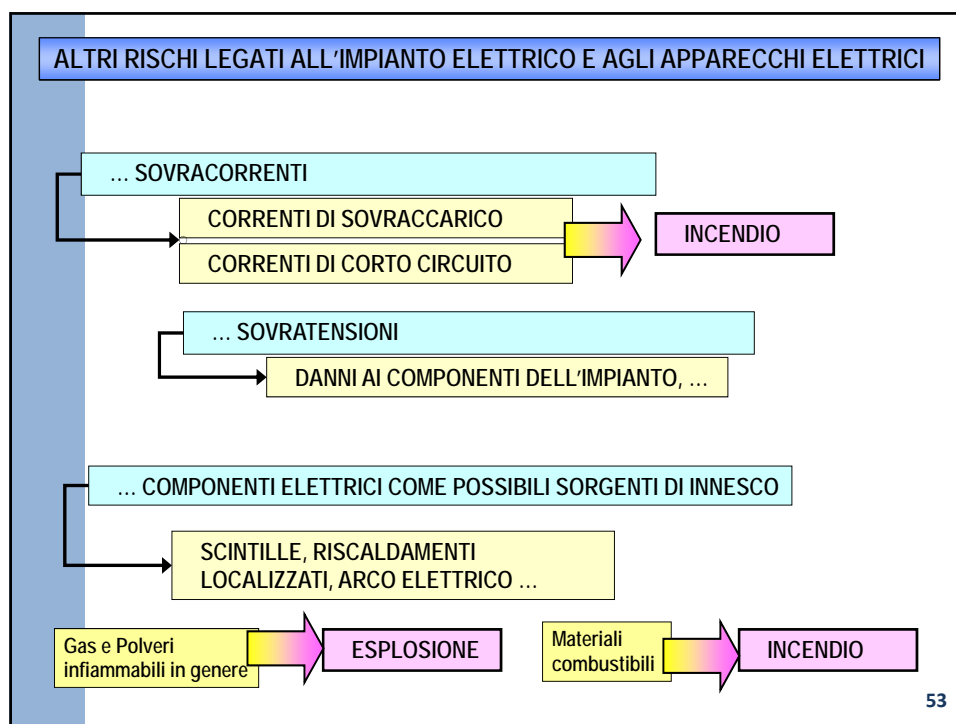 ALTRI RISCHI LEGATI ALL'IMPIANTO ELETTRICO E AGLI APPARECCHI ELETTRICI
... SOVRACORRENTI
CORRENTI DI SOVRACCARICO
CORRENTI DI CORTO CIRCUITO
INCENDIO
... SOVRATENSIONI
DANNI AI COMPONENTI DELL'IMPIANTO, ...
... COMPONENTI ELETTRICI COME POSSIBILI SORGENTI DI INNESCO
SCINTILLE, RISCALDAMENTI
LOCALIZZATI, ARCO ELETTRICO ...
Gas e Polveri
infiammabili in genere
ESPLOSIONE
Materiali
combustibili
INCENDIO
53